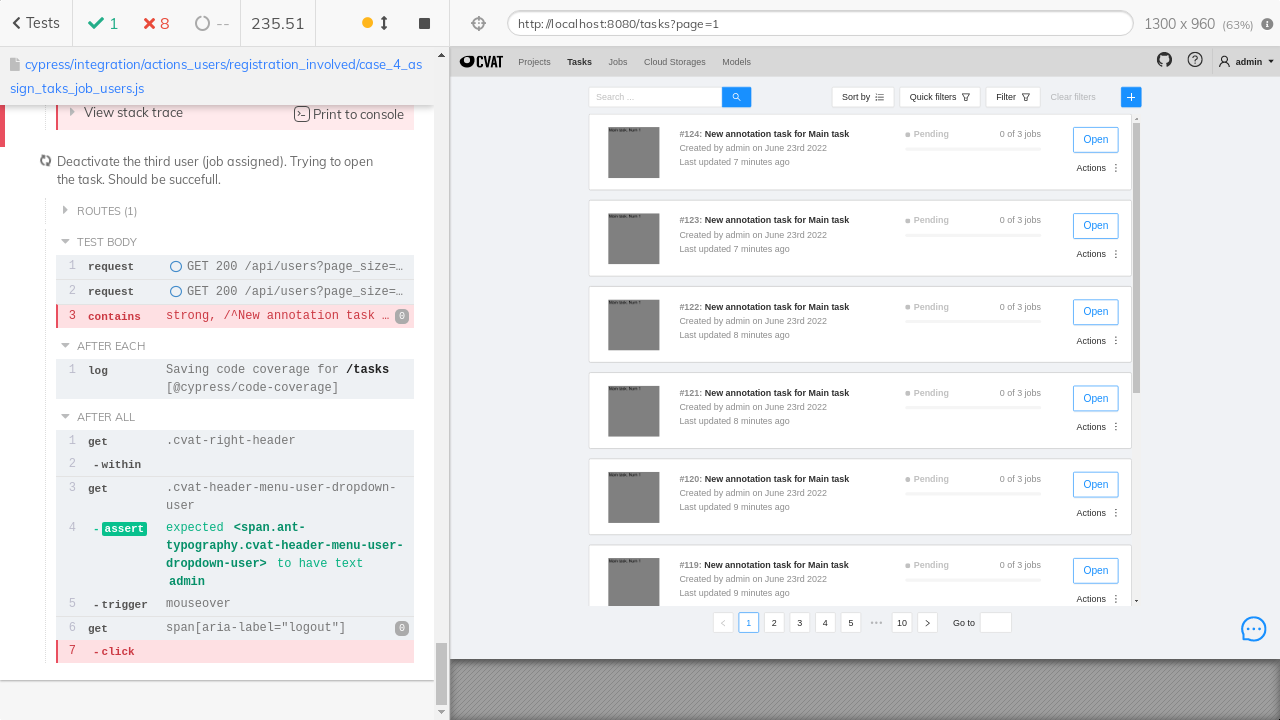 Tests
1
8
--
235.51
http://localhost:8080/tasks?page=1
1300 x 960 (63%)
cypress/integration/actions_users/registration_involved/case_4_as
sign_taks_job_users.js
View stack trace
Print to console
Deactivate the third user (job assigned). Trying to open
the task. Should be succefull.
ROUTES (1)
TEST BODY
1 request GET 200 /api/users?page_size=…
2 request GET 200 /api/users?page_size=…
3 contains strong, /^New annotation task … 0
AFTER EACH
1 log Saving code coverage for /tasks
[@cypress/code-coverage]
AFTER ALL
1 get .cvat-right-header
2 -within
3 get .cvat-header-menu-user-dropdown-
user
4 -assert expected <span.ant-
typography.cvat-header-menu-user-
dropdown-user> to have text
admin
5 -trigger mouseover
6 get span[aria-label="logout"] 0
7 -click
CVAT Projects Tasks Jobs Cloud Storages Models admin
Search ... Sort by Quick filters Filter Clear filters
#124: New annotation task for Main task Pending 0 of 3 jobs Open
Created by admin on June 23rd 2022
Last updated 7 minutes ago Actions
#123: New annotation task for Main task Pending 0 of 3 jobs Open
Created by admin on June 23rd 2022
Last updated 7 minutes ago Actions
#122: New annotation task for Main task Pending 0 of 3 jobs Open
Created by admin on June 23rd 2022
Last updated 8 minutes ago Actions
#121: New annotation task for Main task Pending 0 of 3 jobs Open
Created by admin on June 23rd 2022
Last updated 8 minutes ago Actions
#120: New annotation task for Main task Pending 0 of 3 jobs Open
Created by admin on June 23rd 2022
Last updated 9 minutes ago Actions
#119: New annotation task for Main task Pending 0 of 3 jobs Open
Created by admin on June 23rd 2022
Last updated 9 minutes ago Actions
1 2 3 4 5 ••• 10 Go to